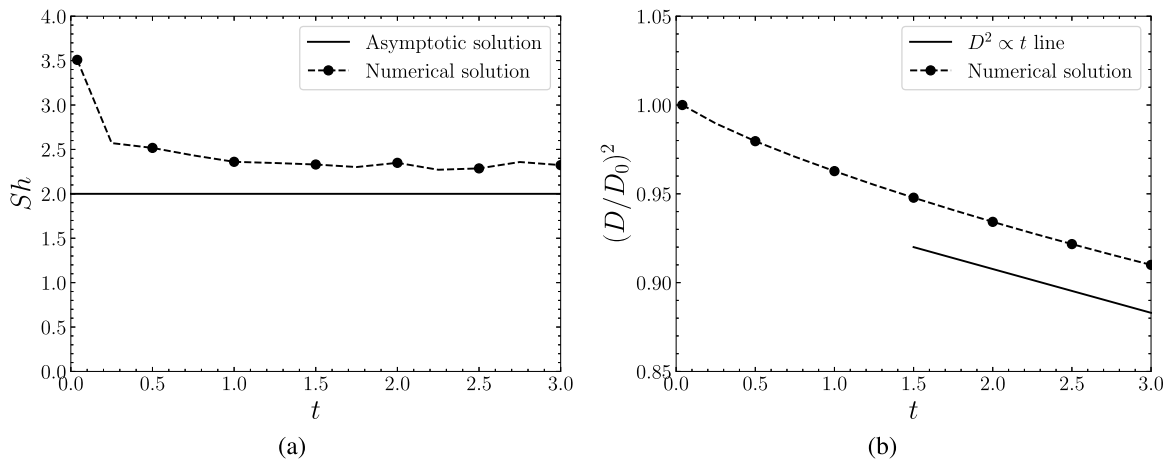 4.0
3.5
3.0
2.5
2.0
1.5
1.0
0.5
0.0
Sh
0.0 0.5 1.0 1.5 2.0 2.5 3.0
t
Asymptotic solution
Numerical solution
(a)
1.05
1.00
0.95
0.90
0.85
(D/D₀)²
0.0 0.5 1.0 1.5 2.0 2.5 3.0
t
D² ∝ t line
Numerical solution
(b)